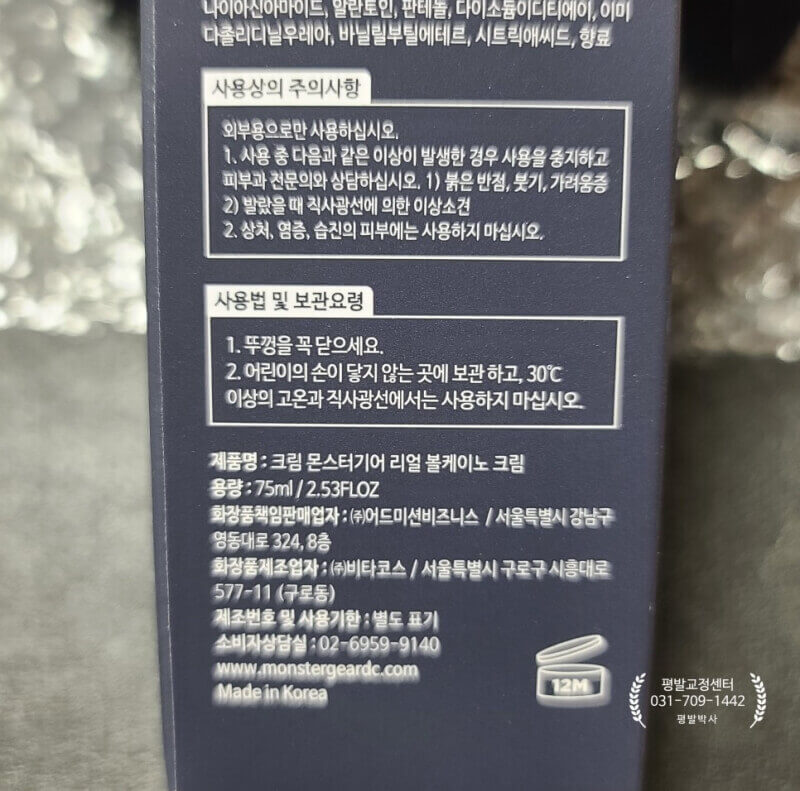 나이아신아마이드, 알란토인, 판테놀, 다이소듐이디티에이, 이미
다졸리디닐우레아, 바닐릴부틸에테르, 시트릭애씨드, 향료
사용상의 주의사항
외부용으로만 사용하십시오.
1. 사용 중 다음과 같은 이상이 발생한 경우 사용을 중지하고
피부과 전문의와 상담하십시오. 1) 붉은 반점, 붓기, 가려움증
2) 발랐을 때 직사광선에 의한 이상소견
2. 상처, 염증, 습진의 피부에는 사용하지 마십시오.
사용법 및 보관요령
1. 뚜껑을 꼭 닫으세요.
2. 어린이의 손이 닿지 않는 곳에 보관 하고, 30℃
이상의 고온과 직사광선에서는 사용하지 마십시오.
제품명 : 크림 몬스터기어 리얼 볼케이노 크림
용량 : 75ml / 2.53FLOZ
화장품책임판매업자 : ㈜어드미션비즈니스 / 서울특별시 강남구
영동대로 324, 8층
화장품제조업자 : ㈜비타코스 / 서울특별시 구로구 시흥대로
577-11 (구로동)
제조번호 및 사용기한 : 별도 표기
소비자상담실 : 02-6959-9140
www.monstergeardc.com
Made in Korea
12M
평발교정센터
031-709-1442
평발박사